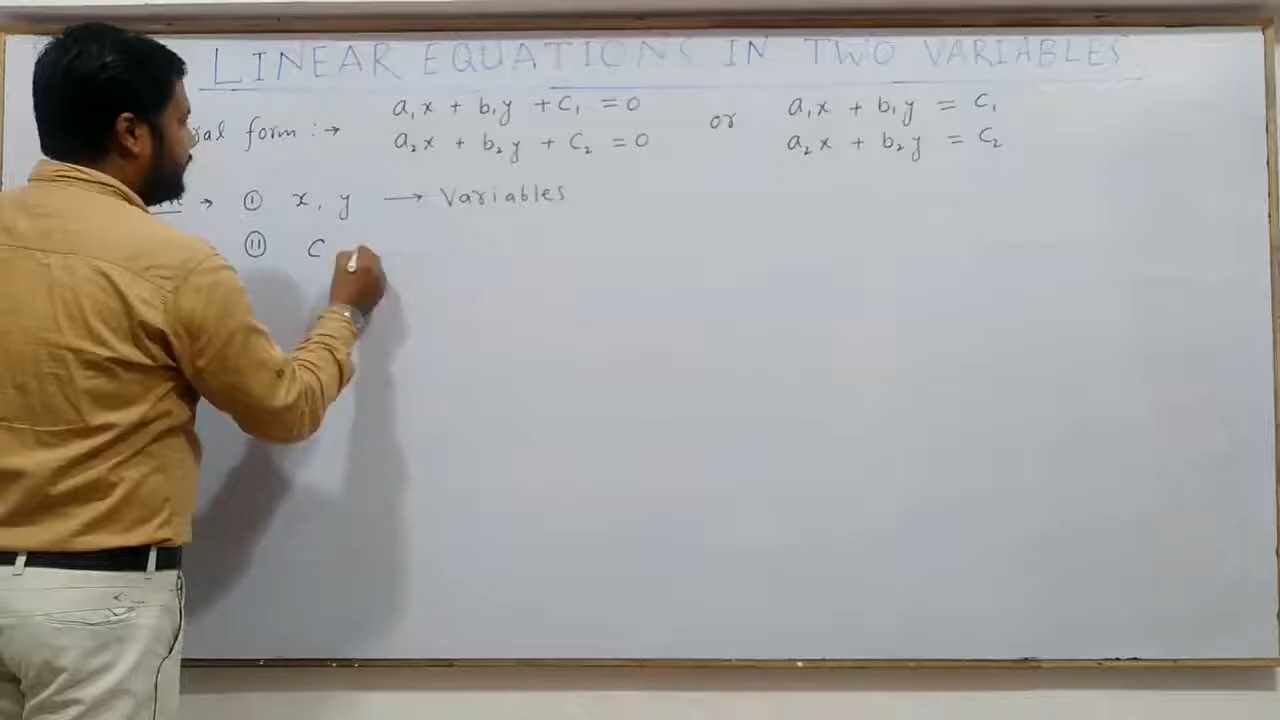 LINEAR EQUATIONS IN TWO VARIABLES
form :→ a₁x + b₁y + C₁ = 0 or a₁x + b₁y = C₁
a₂x + b₂y + C₂ = 0 a₂x + b₂y = C₂
→ ① x, y → Variables
⑪ C